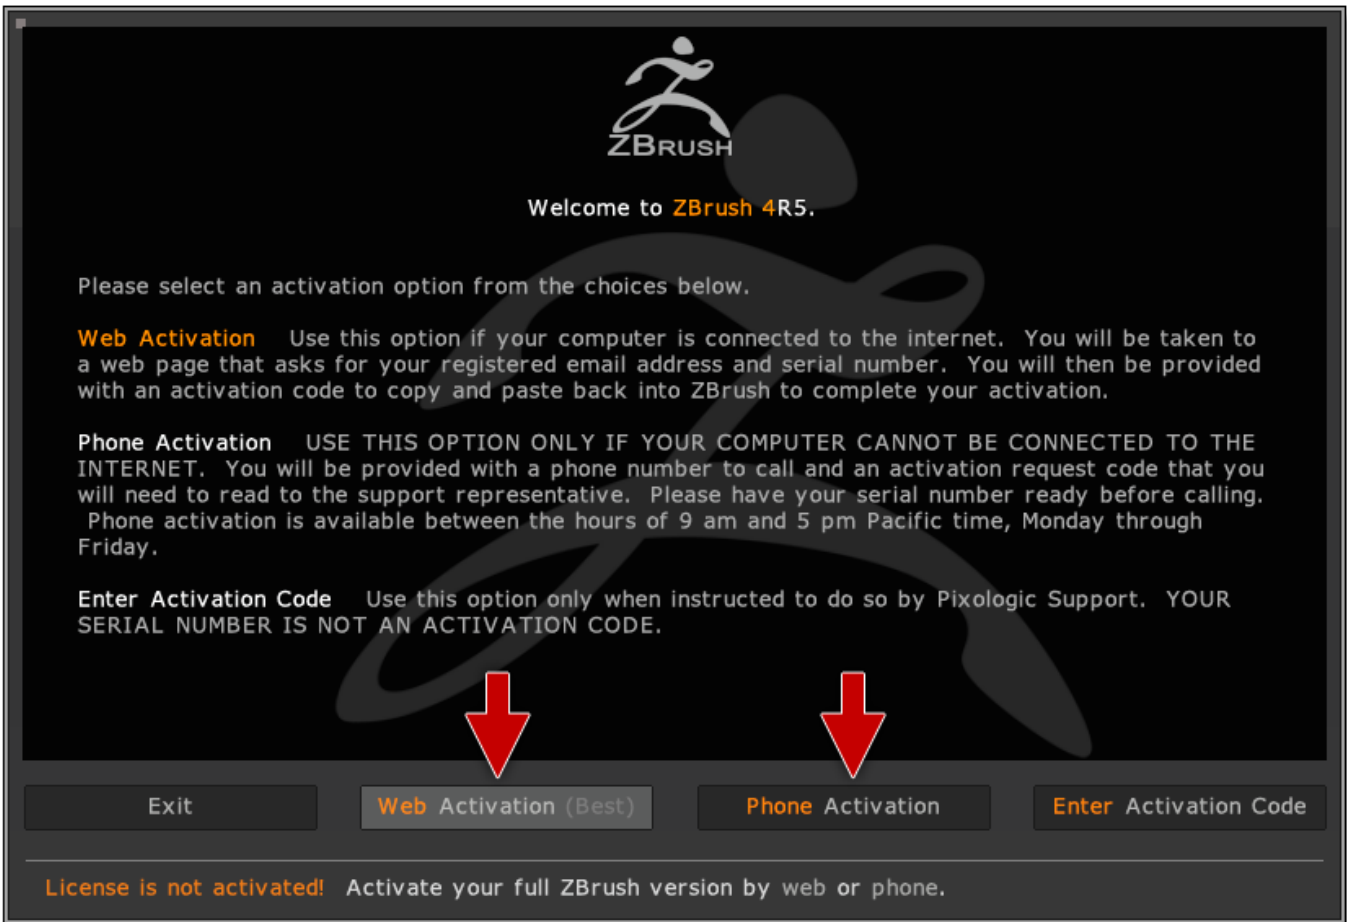 ZBRUSH
Welcome to ZBrush 4R5.
Please select an activation option from the choices below.
Web Activation Use this option if your computer is connected to the internet. You will be taken to
a web page that asks for your registered email address and serial number. You will then be provided
with an activation code to copy and paste back into ZBrush to complete your activation.
Phone Activation USE THIS OPTION ONLY IF YOUR COMPUTER CANNOT BE CONNECTED TO THE
INTERNET. You will be provided with a phone number to call and an activation request code that you
will need to read to the support representative. Please have your serial number ready before calling.
Phone activation is available between the hours of 9 am and 5 pm Pacific time, Monday through
Friday.
Enter Activation Code Use this option only when instructed to do so by Pixologic Support. YOUR
SERIAL NUMBER IS NOT AN ACTIVATION CODE.
Exit
Web Activation (Best)
Phone Activation
Enter Activation Code
License is not activated! Activate your full ZBrush version by web or phone.